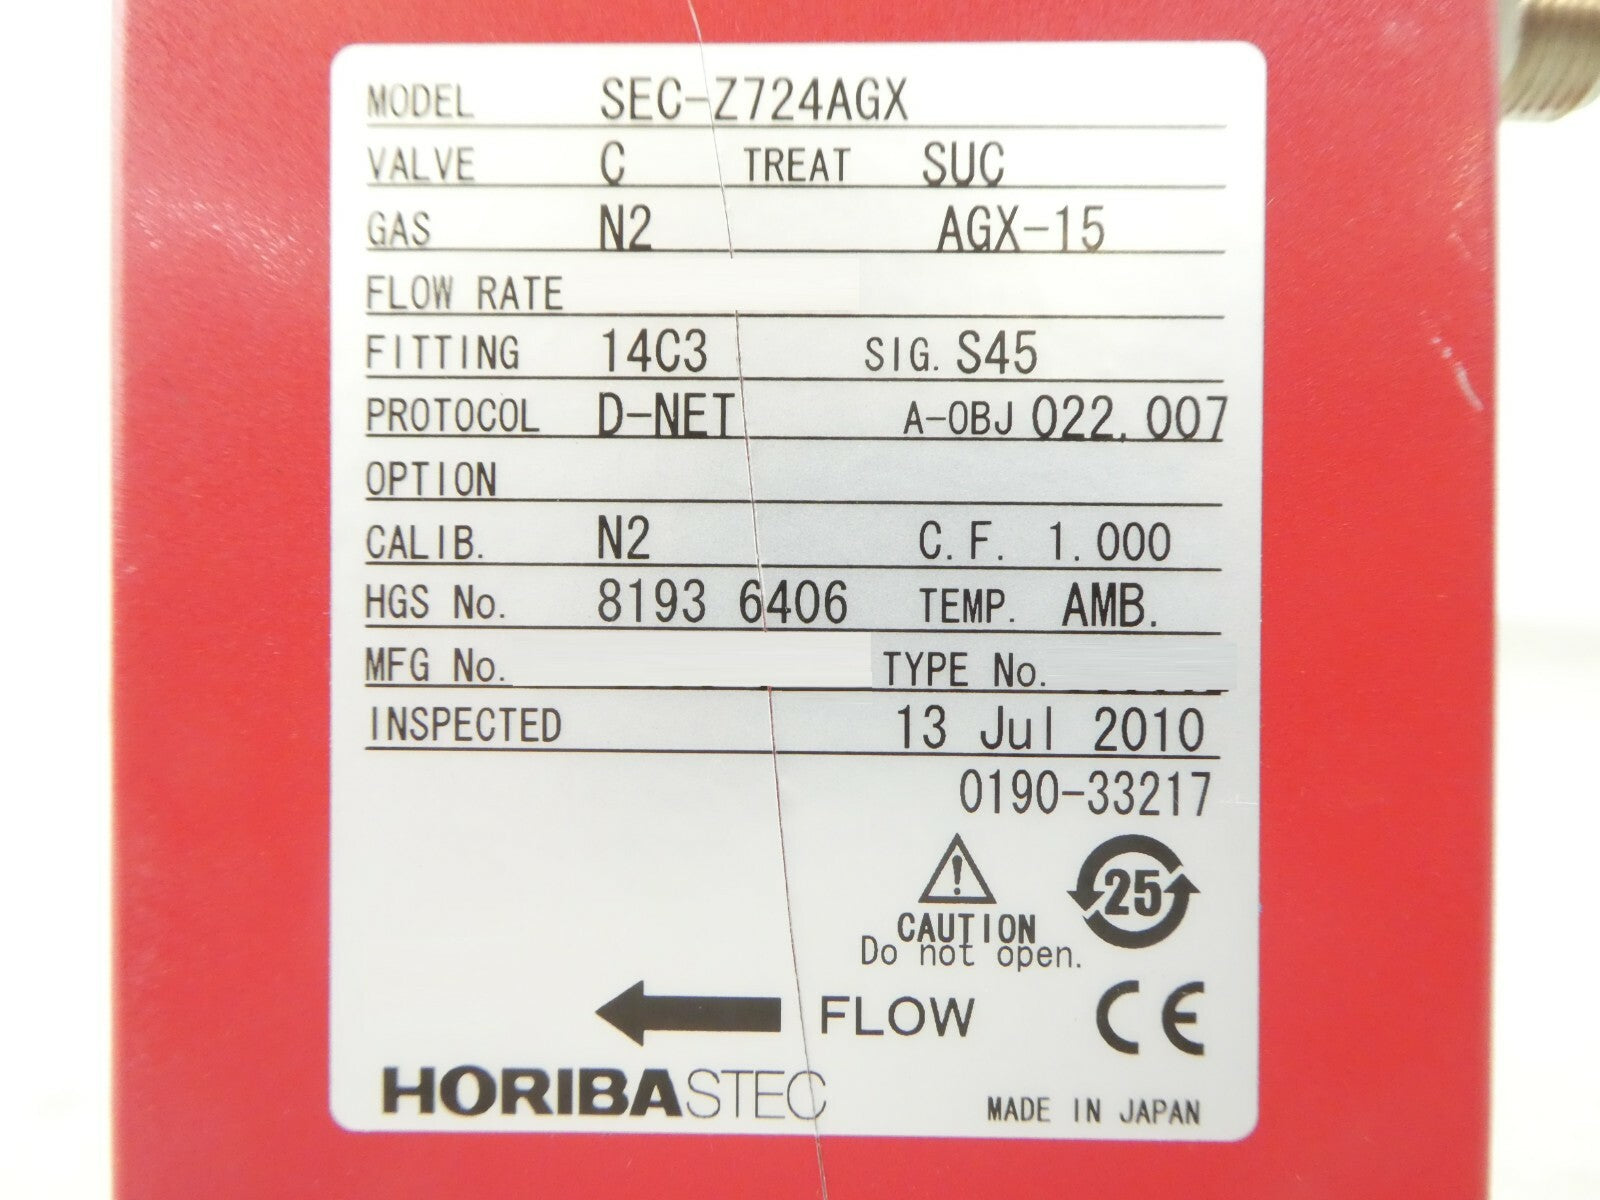 MODEL SEC-Z724AGX
VALVE C TREAT SUC
GAS N2 AGX-15
FLOW RATE
FITTING 14C3 SIG. S45
PROTOCOL D-NET A-OBJ 022.007
OPTION
CALIB. N2 C.F. 1.000
HGS No. 8193 6406 TEMP. AMB.
MFG No. TYPE No.
INSPECTED 13 Jul 2010
0190-33217
25
CAUTION
Do not open.
FLOW CE
HORIBASTEC
MADE IN JAPAN